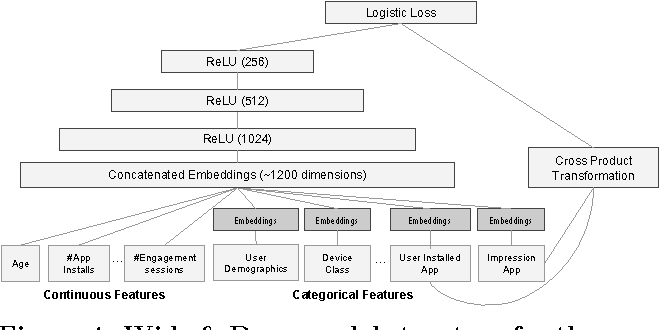 Logistic Loss
ReLU (256)
ReLU (512)
ReLU (1024)
Concatenated Embeddings (~1200 dimensions)
Cross Product
Transformation
Embeddings
Embeddings
Embeddings
Embeddings
Age
#App
Installs
...
#Engagement
sessions
User
Demographics
Device
Class
...
User Installed
App
Impression
App
Continuous Features
Categorical Features